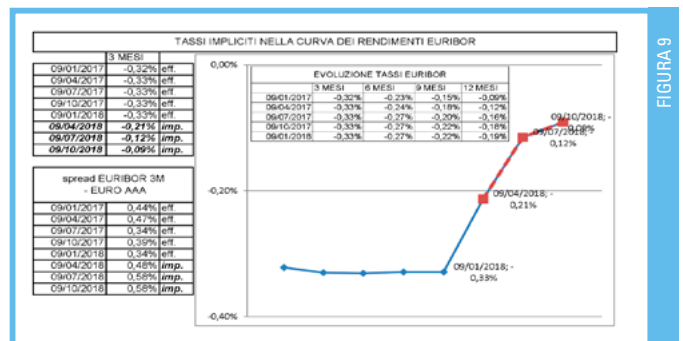 TASSI IMPLICITI NELLA CURVA DEI RENDIMENTI EURIBOR
3 MESI
09/01/2017 -0,32% eff.
09/04/2017 -0,33% eff.
09/07/2017 -0,33% eff.
09/10/2017 -0,33% eff.
09/01/2018 -0,33% eff.
09/04/2018 -0,21% imp.
09/07/2018 -0,12% imp.
09/10/2018 -0,09% imp.
spread EURIBOR 3M
- EURO AAA
09/01/2017 0,44% eff.
09/04/2017 0,47% eff.
09/07/2017 0,34% eff.
09/10/2017 0,39% eff.
09/01/2018 0,34% eff.
09/04/2018 0,48% imp.
09/07/2018 0,58% imp.
09/10/2018 0,58% imp.
0,00%
-0,20%
-0,40%
EVOLUZIONE TASSI EURIBOR
3 MESI 6 MESI 9 MESI 12 MESI
09/01/2017 -0,32% -0,23% -0,15% -0,09%
09/04/2017 -0,33% -0,24% -0,18% -0,12%
09/07/2017 -0,33% -0,27% -0,20% -0,16%
09/10/2017 -0,33% -0,27% -0,22% -0,18%
09/01/2018 -0,33% -0,27% -0,22% -0,19%
09/10/2018; -
0,09%
09/07/2018; -
0,12%
09/04/2018; -
0,21%
09/01/2018; -
0,33%
FIGURA 9